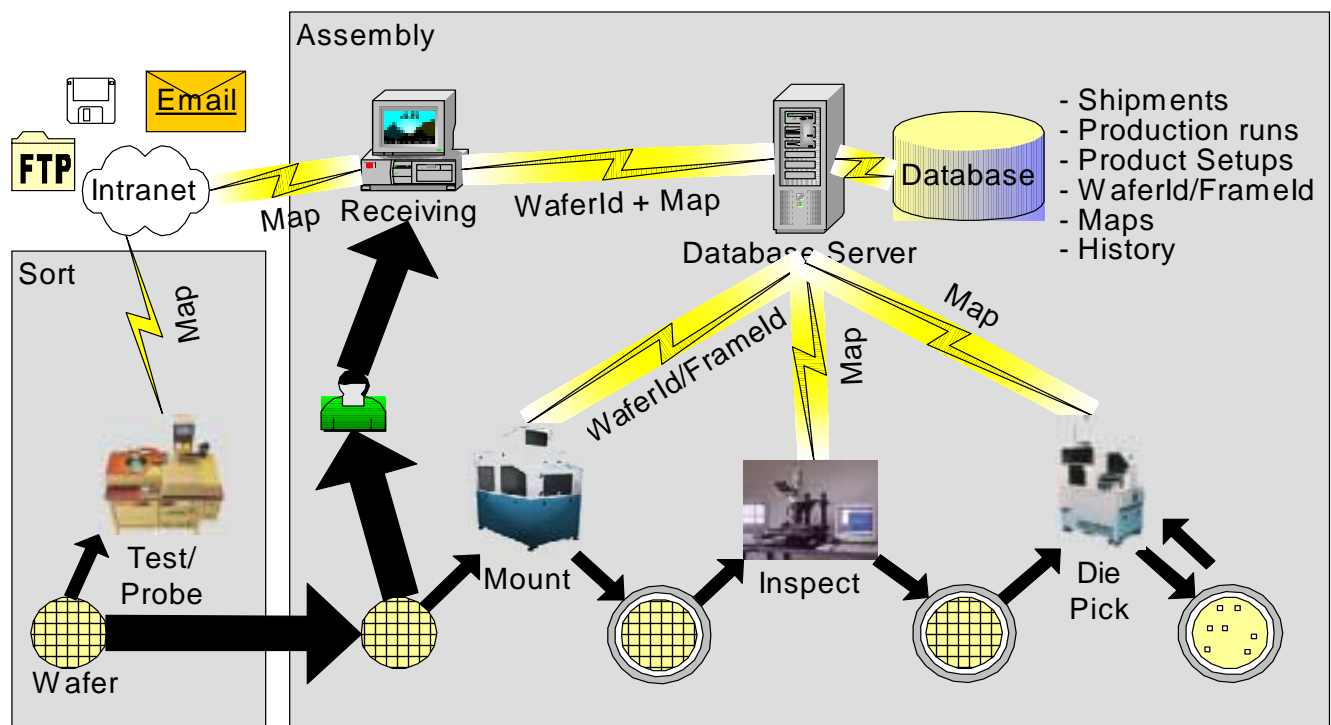 Assembly
Email
FTP
Intranet
Map
Receiving
WaferId + Map
Database Server
Database
- Shipments
- Production runs
- Product Setups
- WaferId/FrameId
- Maps
- History
Sort
Map
WaferId/FrameId
Map
Map
Test/
Probe
Mount
Inspect
Die
Pick
Wafer